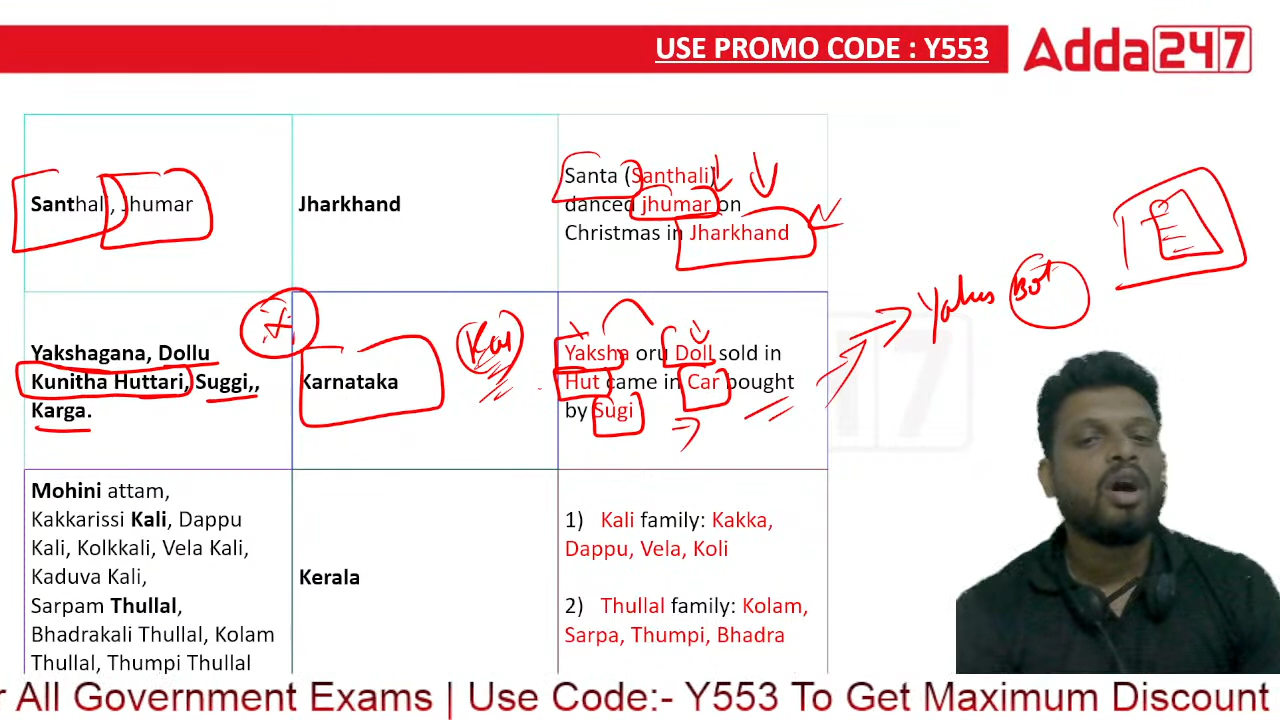 USE PROMO CODE : Y553
Adda247
Santhal, Jhumar
Jharkhand
Santa (Santhali)
danced jhumar on
Christmas in Jharkhand
Yakshagana, Dollu
Kunitha Huttari, Suggi,,
Karga.
Karnataka
Kar
Yaksha oru Doll sold in
Hut came in Car bought
by Sugi
Mohini attam,
Kakkarissi Kali, Dappu
Kali, Kolkkali, Vela Kali,
Kaduva Kali,
Sarpam Thullal,
Bhadrakali Thullal, Kolam
Thullal, Thumpi Thullal
Kerala
1) Kali family: Kakka,
Dappu, Vela, Koli
2) Thullal family: Kolam,
Sarpa, Thumpi, Bhadra
r All Government Exams | Use Code:- Y553 To Get Maximum Discount